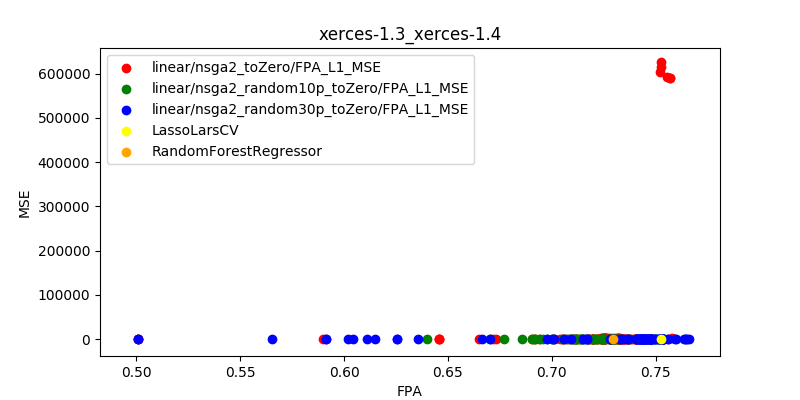 xerces-1.3_xerces-1.4
linear/nsga2_toZero/FPA_L1_MSE
linear/nsga2_random10p_toZero/FPA_L1_MSE
linear/nsga2_random30p_toZero/FPA_L1_MSE
LassoLarsCV
RandomForestRegressor
MSE
600000
500000
400000
300000
200000
100000
0
0.50 0.55 0.60 0.65 0.70 0.75
FPA